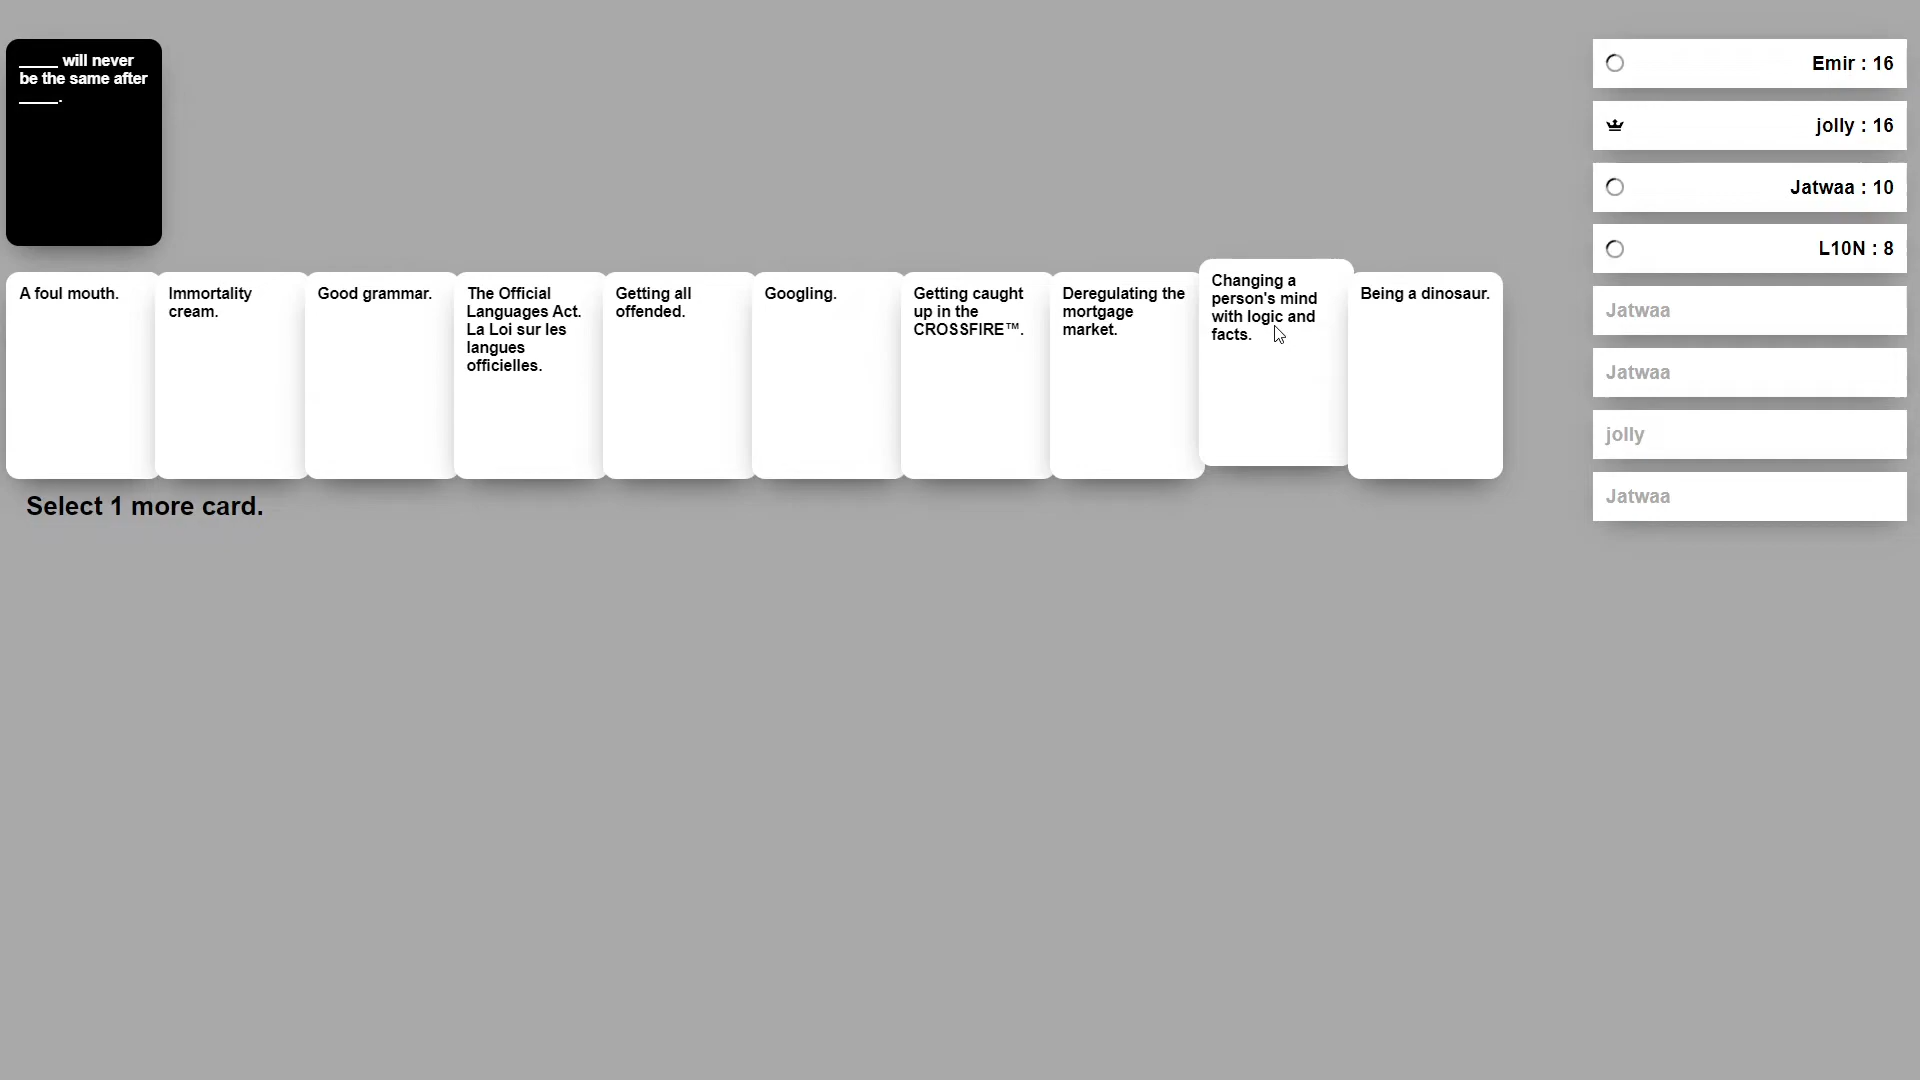 _____ will never
be the same after
_____.
Emir : 16
jolly : 16
Jatwaa : 10
L10N : 8
Jatwaa
Jatwaa
jolly
Jatwaa
A foul mouth.
Immortality
cream.
Good grammar.
The Official
Languages Act.
La Loi sur les
langues
officielles.
Getting all
offended.
Googling.
Getting caught
up in the
CROSSFIRE™.
Deregulating the
mortgage
market.
Changing a
person's mind
with logic and
facts.
Being a dinosaur.
Select 1 more card.